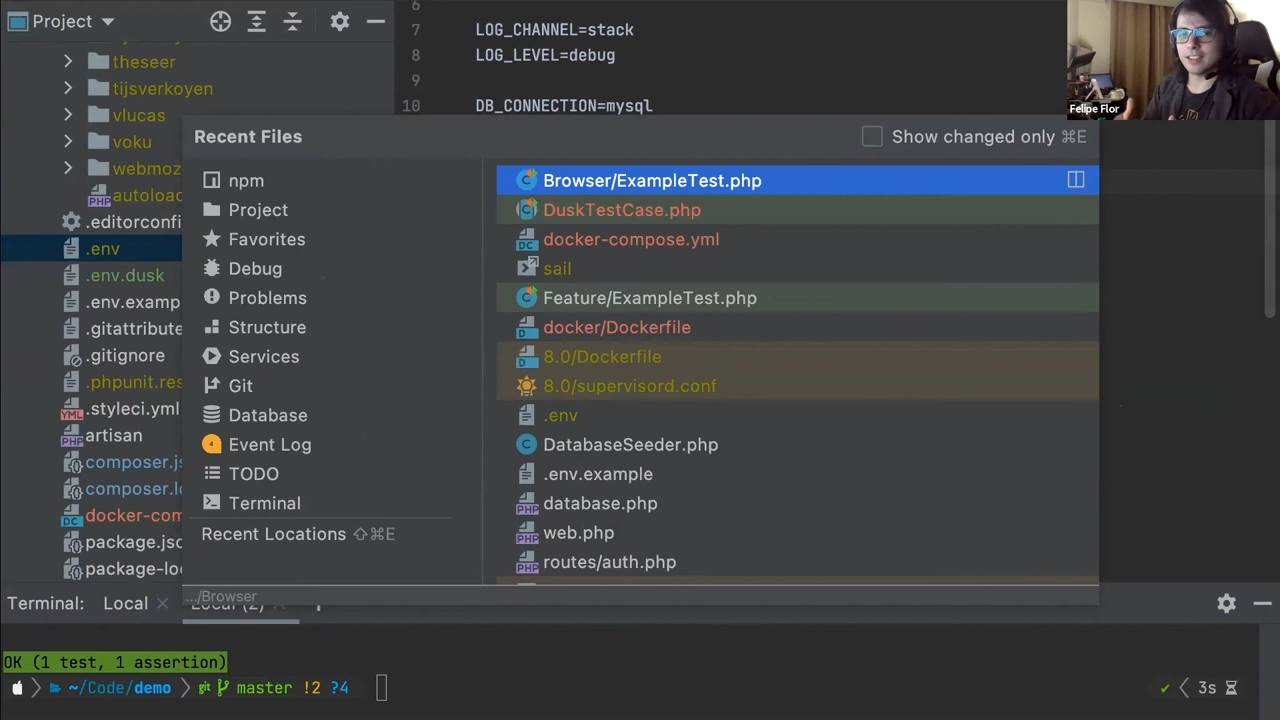 Project
theseer
tijsverkoyen
vlucas
voku
webmoz
autoload
.editorconfi
.env
.env.dusk
.env.examp
.gitattribute
.gitignore
.phpunit.res
.styleci.yml
artisan
composer.js
composer.lo
docker-com
package.jsc
package-lo
6
7 LOG_CHANNEL=stack
8 LOG_LEVEL=debug
9
10 DB_CONNECTION=mysql
Felipe Flor
Recent Files
Show changed only ⌘E
npm
Project
Favorites
Debug
Problems
Structure
Services
Git
Database
Event Log
TODO
Terminal
Recent Locations ⇧⌘E
Browser/ExampleTest.php
DuskTestCase.php
docker-compose.yml
sail
Feature/ExampleTest.php
docker/Dockerfile
8.0/Dockerfile
8.0/supervisord.conf
.env
DatabaseSeeder.php
.env.example
database.php
web.php
routes/auth.php
.../Browser
Terminal: Local Local (2)
OK (1 test, 1 assertion)
~/Code/demo git master !2 ?4 3s